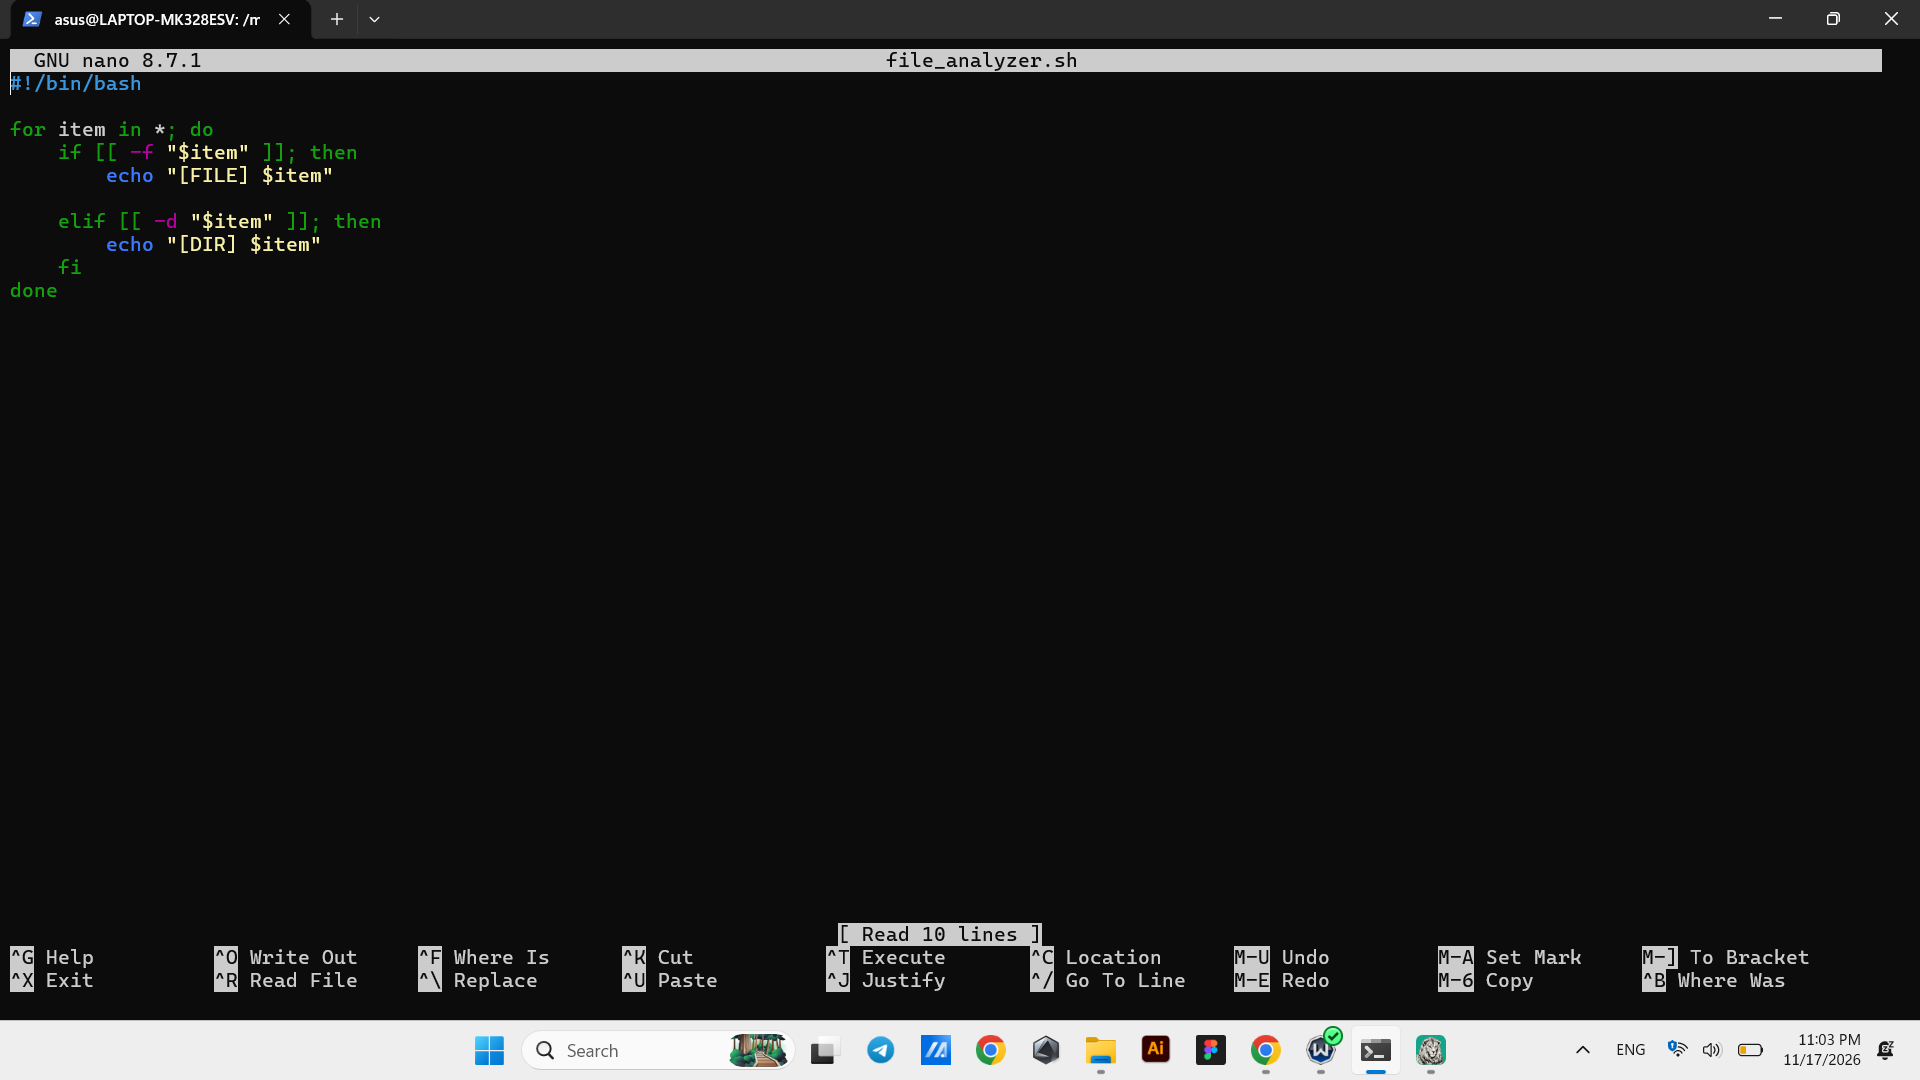 asus@LAPTOP-MK328ESV: /m
GNU nano 8.7.1 file_analyzer.sh
#!/bin/bash
for item in *; do
    if [[ -f "$item" ]]; then
        echo "[FILE] $item"
    elif [[ -d "$item" ]]; then
        echo "[DIR] $item"
    fi
done
[ Read 10 lines ]
^G Help ^O Write Out ^F Where Is ^K Cut ^T Execute ^C Location M-U Undo M-A Set Mark M-] To Bracket
^X Exit ^R Read File ^\ Replace ^U Paste ^J Justify ^/ Go To Line M-E Redo M-6 Copy ^B Where Was
Search
Ai
W
ENG
11:03 PM
11/17/2026